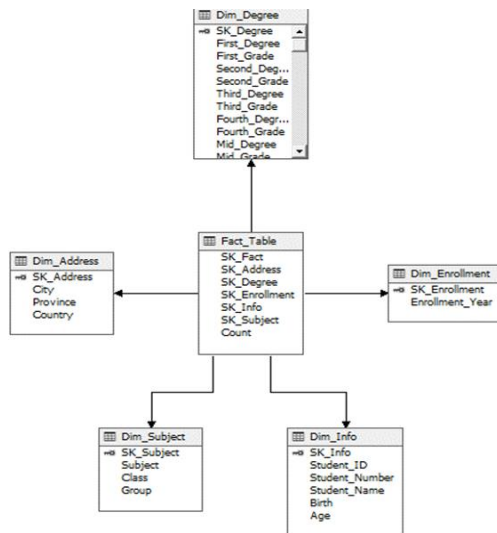 Dim_Degree
SK_Degree
First_Degree
First_Grade
Second_Deg...
Second_Grade
Third_Degree
Third_Grade
Fourth_Degr...
Fourth_Grade
Mid_Degree
Mid_Grade
Fact_Table
SK_Fact
SK_Address
SK_Degree
SK_Enrollment
SK_Info
SK_Subject
Count
Dim_Address
SK_Address
City
Province
Country
Dim_Enrollment
SK_Enrollment
Enrollment_Year
Dim_Subject
SK_Subject
Subject
Class
Group
Dim_Info
SK_Info
Student_ID
Student_Number
Student_Name
Birth
Age